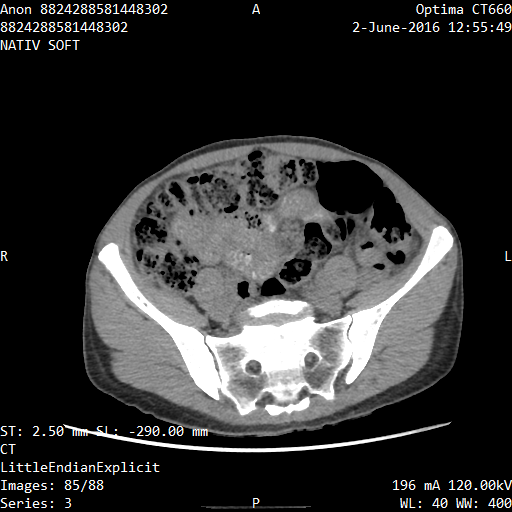 Anon 8824288581448302 A Optima CT660
8824288581448302 2-June-2016 12:55:49
NATIV SOFT
R L
ST: 2.50 mm SL: -290.00 mm
CT
LittleEndianExplicit
Images: 85/88 196 mA 120.00kV
Series: 3 P WL: 40 WW: 400